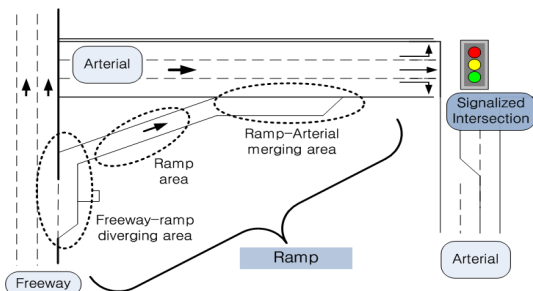 Arterial
Signalized
Intersection
Ramp-Arterial
merging area
Ramp
area
Freeway-ramp
diverging area
Ramp
Arterial
Freeway